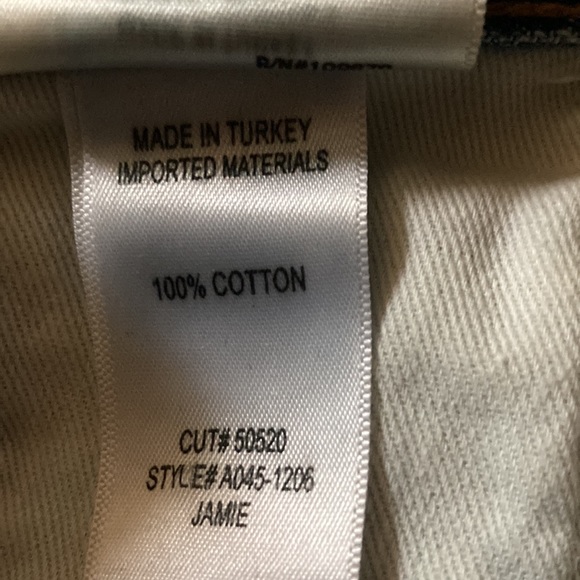 MADE IN TURKEY
IMPORTED MATERIALS
100% COTTON
CUT# 50520
STYLE# A045-1206
JAMIE